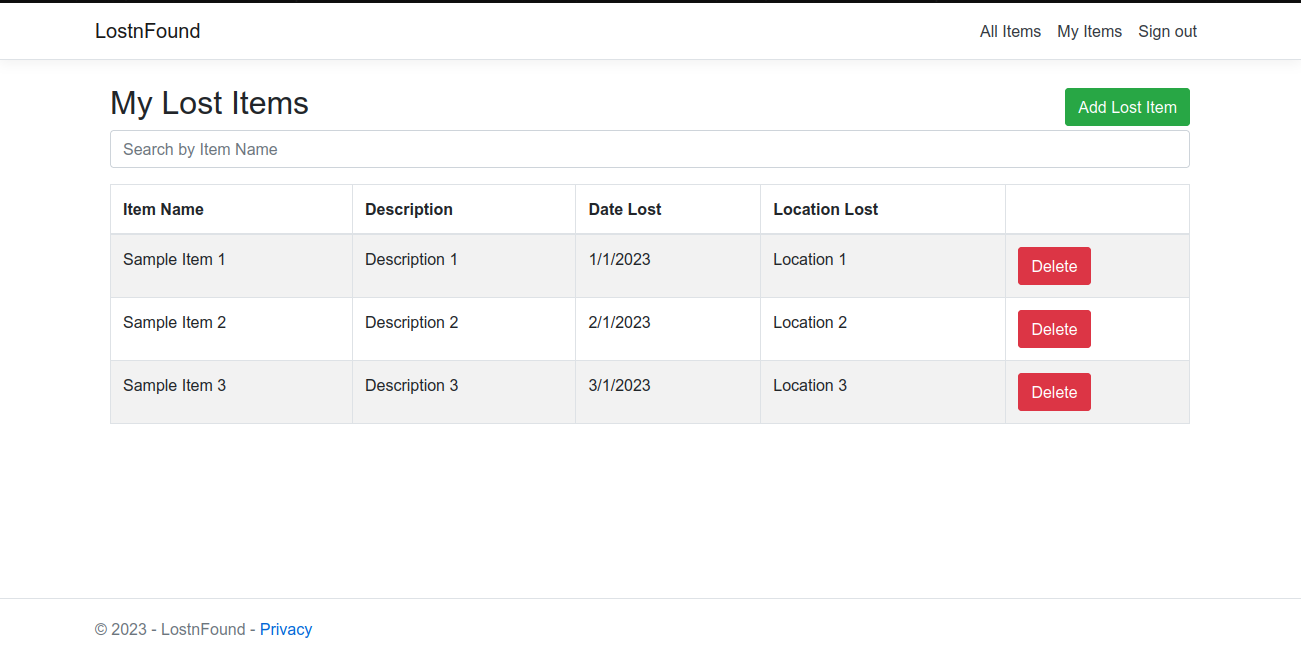 LostnFound All Items My Items Sign out
My Lost Items Add Lost Item
Search by Item Name
Item Name Description Date Lost Location Lost
Sample Item 1 Description 1 1/1/2023 Location 1 Delete
Sample Item 2 Description 2 2/1/2023 Location 2 Delete
Sample Item 3 Description 3 3/1/2023 Location 3 Delete
© 2023 - LostnFound - Privacy